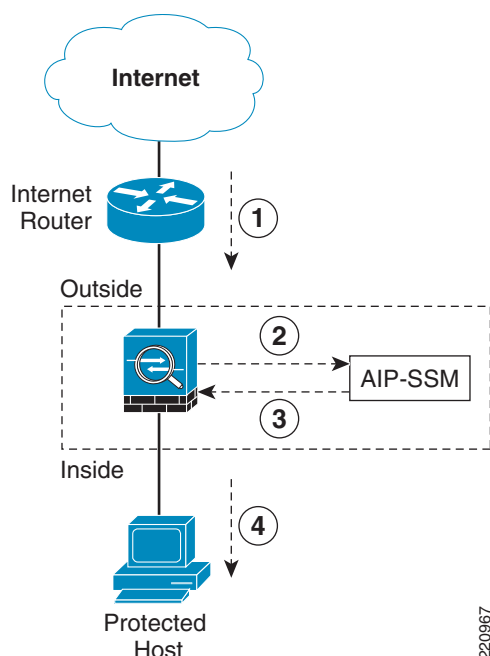 Internet
Internet
Router
1
Outside
2
AIP-SSM
3
Inside
4
Protected
Host
220967